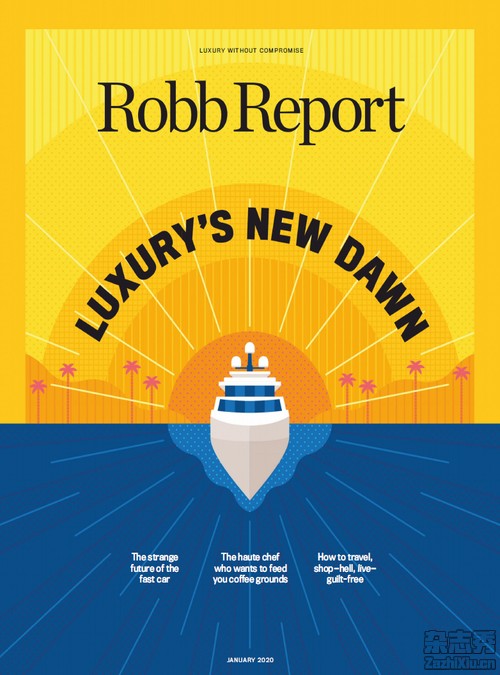 LUXURY WITHOUT COMPROMISE
Robb Report
LUXURY'S NEW DAWN
The strange
future of the
fast car
The haute chef
who wants to feed
you coffee grounds
How to travel,
shop–hell, live–
guilt-free
JANUARY 2020
杂志秀
ZazhiXiu.cn